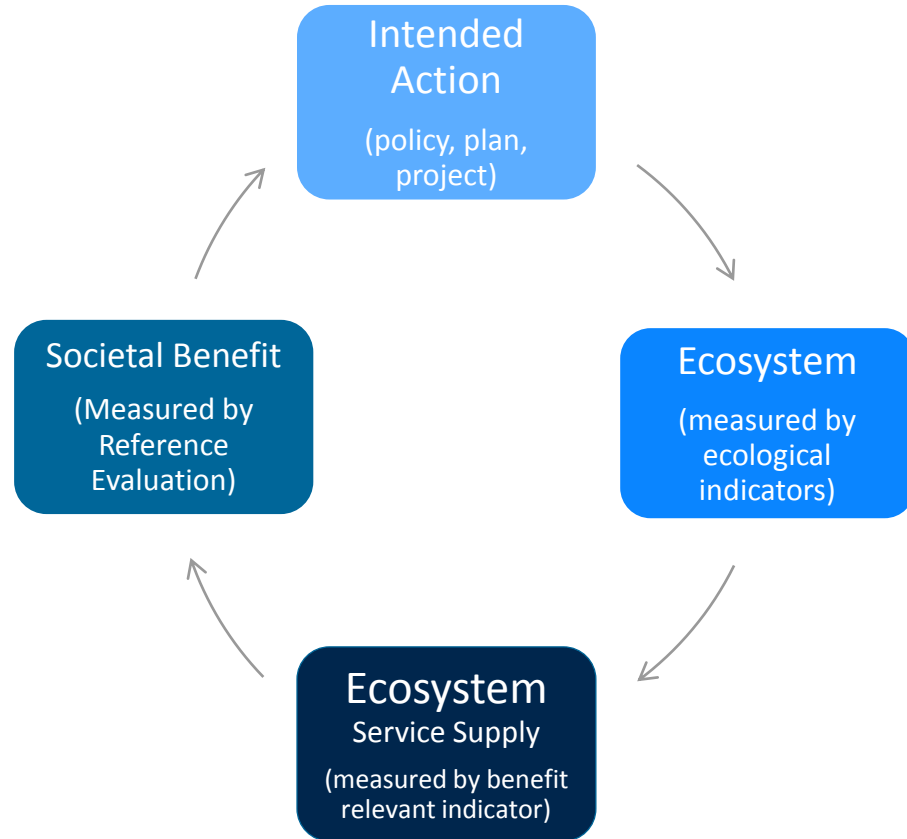 Intended
Action
(policy, plan,
project)
Societal Benefit
(Measured by
Reference
Evaluation)
Ecosystem
(measured by
ecological
indicators)
Ecosystem
Service Supply
(measured by benefit
relevant indicator)